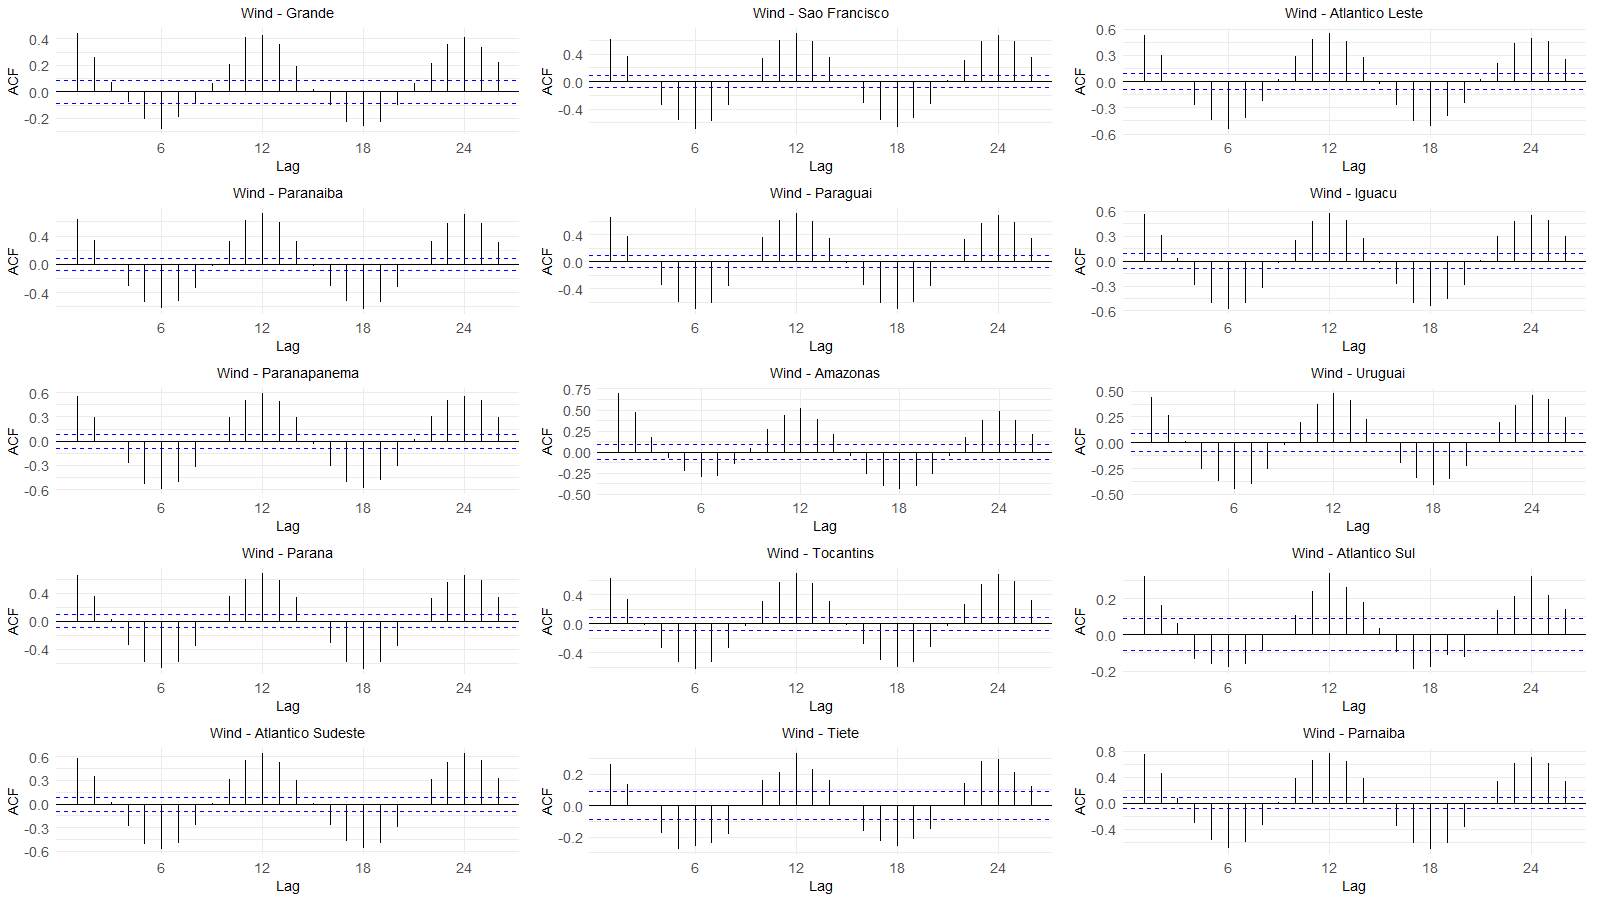 Wind - Grande
0.4
0.2
0.0
-0.2
ACF
6 12 18 24
Lag
Wind - Sao Francisco
0.4
0.0
-0.4
ACF
6 12 18 24
Lag
Wind - Atlantico Leste
0.6
0.3
0.0
-0.3
-0.6
ACF
6 12 18 24
Lag
Wind - Paranaiba
0.4
0.0
-0.4
ACF
6 12 18 24
Lag
Wind - Paraguai
0.4
0.0
-0.4
ACF
6 12 18 24
Lag
Wind - Iguacu
0.6
0.3
0.0
-0.3
-0.6
ACF
6 12 18 24
Lag
Wind - Paranapanema
0.6
0.3
0.0
-0.3
-0.6
ACF
6 12 18 24
Lag
Wind - Amazonas
0.75
0.50
0.25
0.00
-0.25
-0.50
ACF
6 12 18 24
Lag
Wind - Uruguai
0.50
0.25
0.00
-0.25
-0.50
ACF
6 12 18 24
Lag
Wind - Parana
0.4
0.0
-0.4
ACF
6 12 18 24
Lag
Wind - Tocantins
0.4
0.0
-0.4
ACF
6 12 18 24
Lag
Wind - Atlantico Sul
0.2
0.0
-0.2
ACF
6 12 18 24
Lag
Wind - Atlantico Sudeste
0.6
0.3
0.0
-0.3
-0.6
ACF
6 12 18 24
Lag
Wind - Tiete
0.2
0.0
-0.2
ACF
6 12 18 24
Lag
Wind - Parnaiba
0.8
0.4
0.0
-0.4
ACF
6 12 18 24
Lag